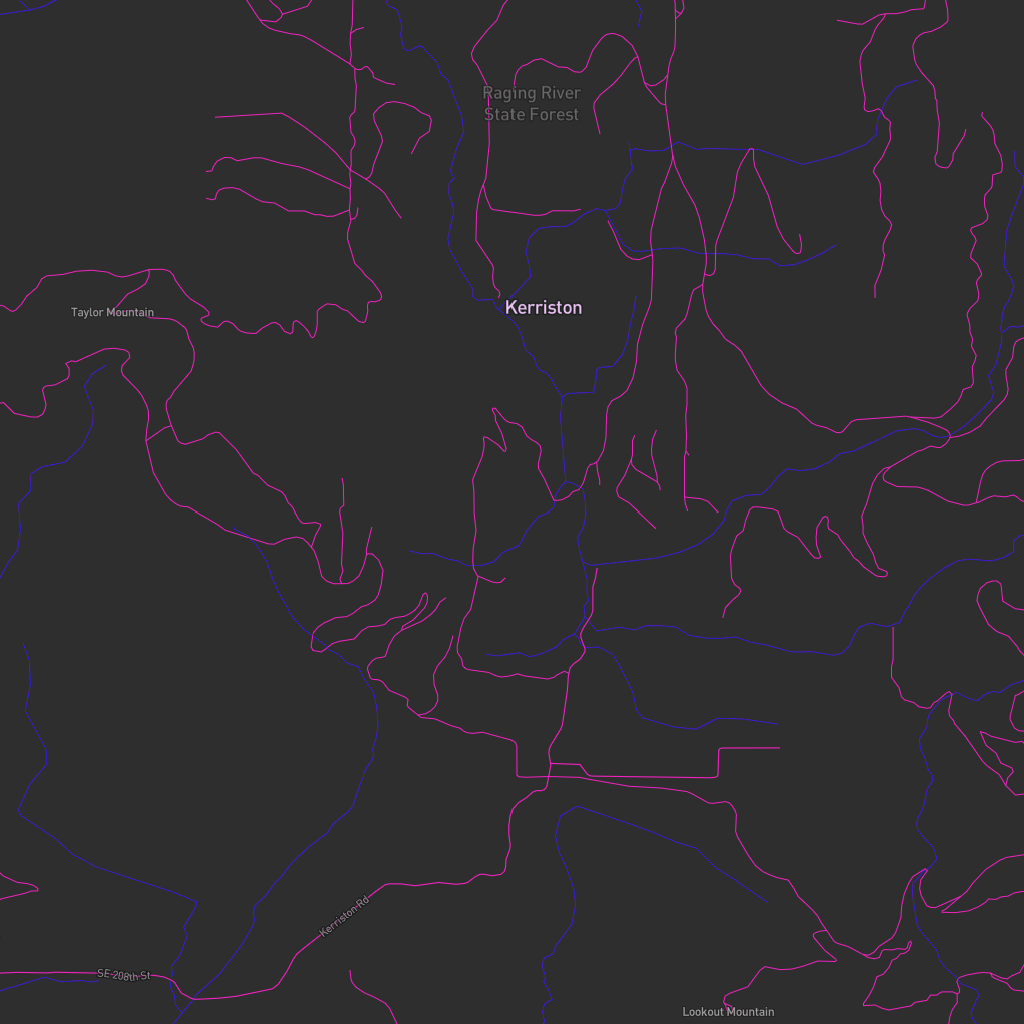 Raging River
State Forest
Kerriston
Taylor Mountain
Kerriston Rd
SE 208th St
Lookout Mountain